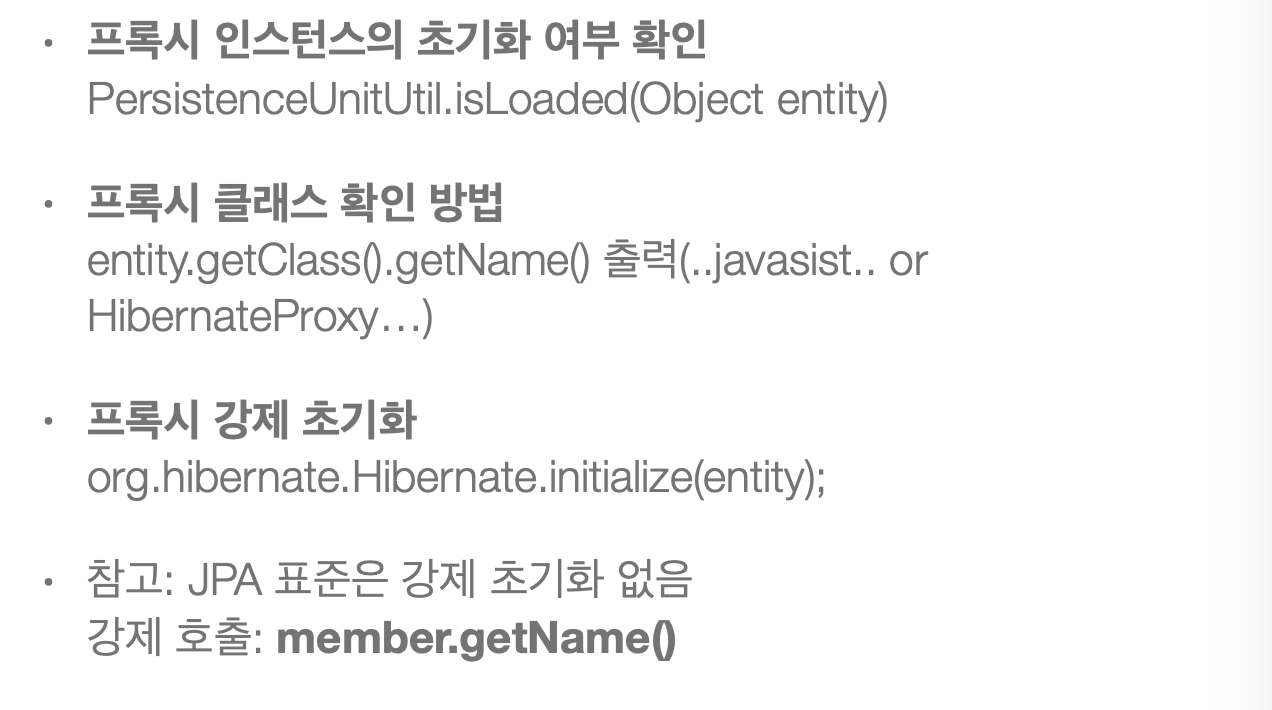 • 프록시 인스턴스의 초기화 여부 확인
PersistenceUnitUtil.isLoaded(Object entity)
• 프록시 클래스 확인 방법
entity.getClass().getName() 출력(..javasist.. or
HibernateProxy…)
• 프록시 강제 초기화
org.hibernate.Hibernate.initialize(entity);
• 참고: JPA 표준은 강제 초기화 없음
강제 호출: member.getName()